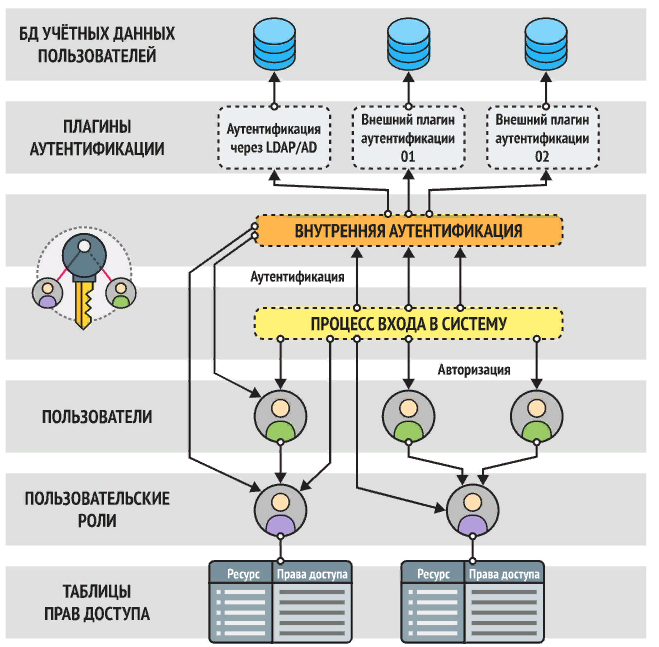 БД УЧЁТНЫХ ДАННЫХ
ПОЛЬЗОВАТЕЛЕЙ
ПЛАГИНЫ
АУТЕНТИФИКАЦИИ
Аутентификация
через LDAP/AD
Внешний плагин
аутентификации
01
Внешний плагин
аутентификации
02
ВНУТРЕННЯЯ АУТЕНТИФИКАЦИЯ
Аутентификация
ПРОЦЕСС ВХОДА В СИСТЕМУ
Авторизация
ПОЛЬЗОВАТЕЛИ
ПОЛЬЗОВАТЕЛЬСКИЕ
РОЛИ
ТАБЛИЦЫ
ПРАВ ДОСТУПА
Ресурс Права доступа
Ресурс Права доступа